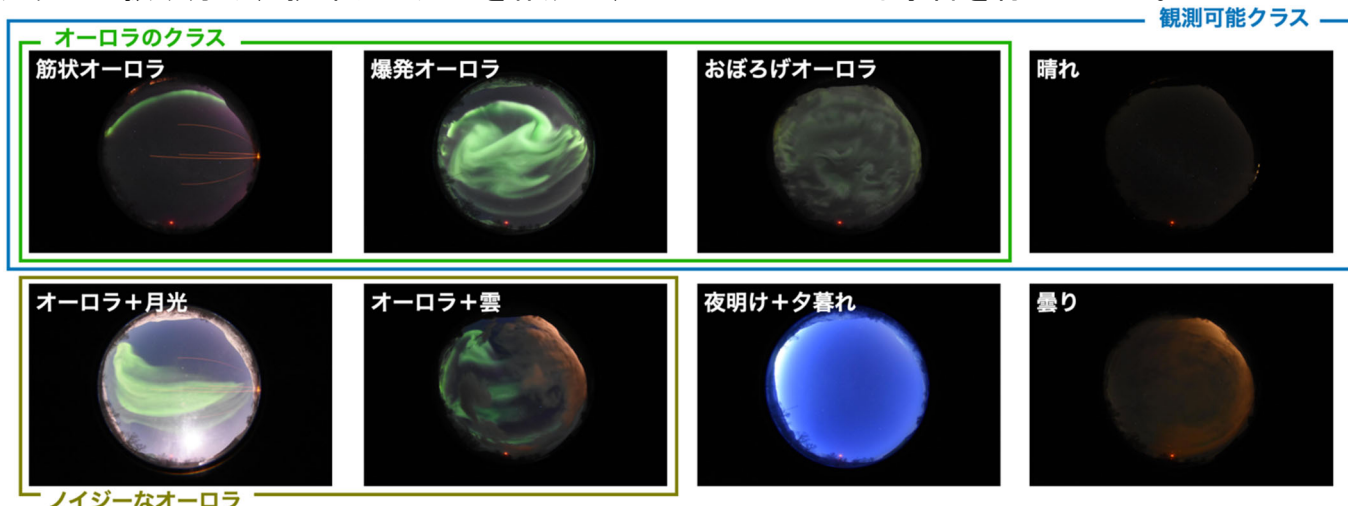 観測可能クラス
オーロラのクラス
筋状オーロラ
爆発オーロラ
おぼろげオーロラ
晴れ
オーロラ+月光
オーロラ+雲
夜明け+夕暮れ
曇り
ノイジーなオーロラ